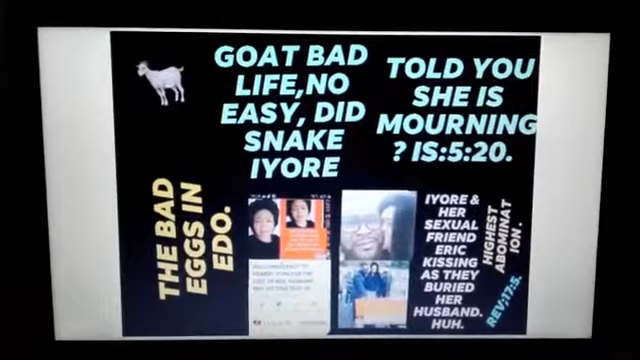 GOAT BAD
LIFE,NO
EASY, DID
SNAKE
IYORE
TOLD YOU
SHE IS
MOURNING
? IS:5:20.
THE BAD
EGGS IN
EDO.
IYORE &
HER
SEXUAL
FRIEND
ERIC
KISSING
AS THEY
BURIED
HER
HUSBAND.
HUH.
HIGHEST
ABOMINAT
ION .
REV;17:5.